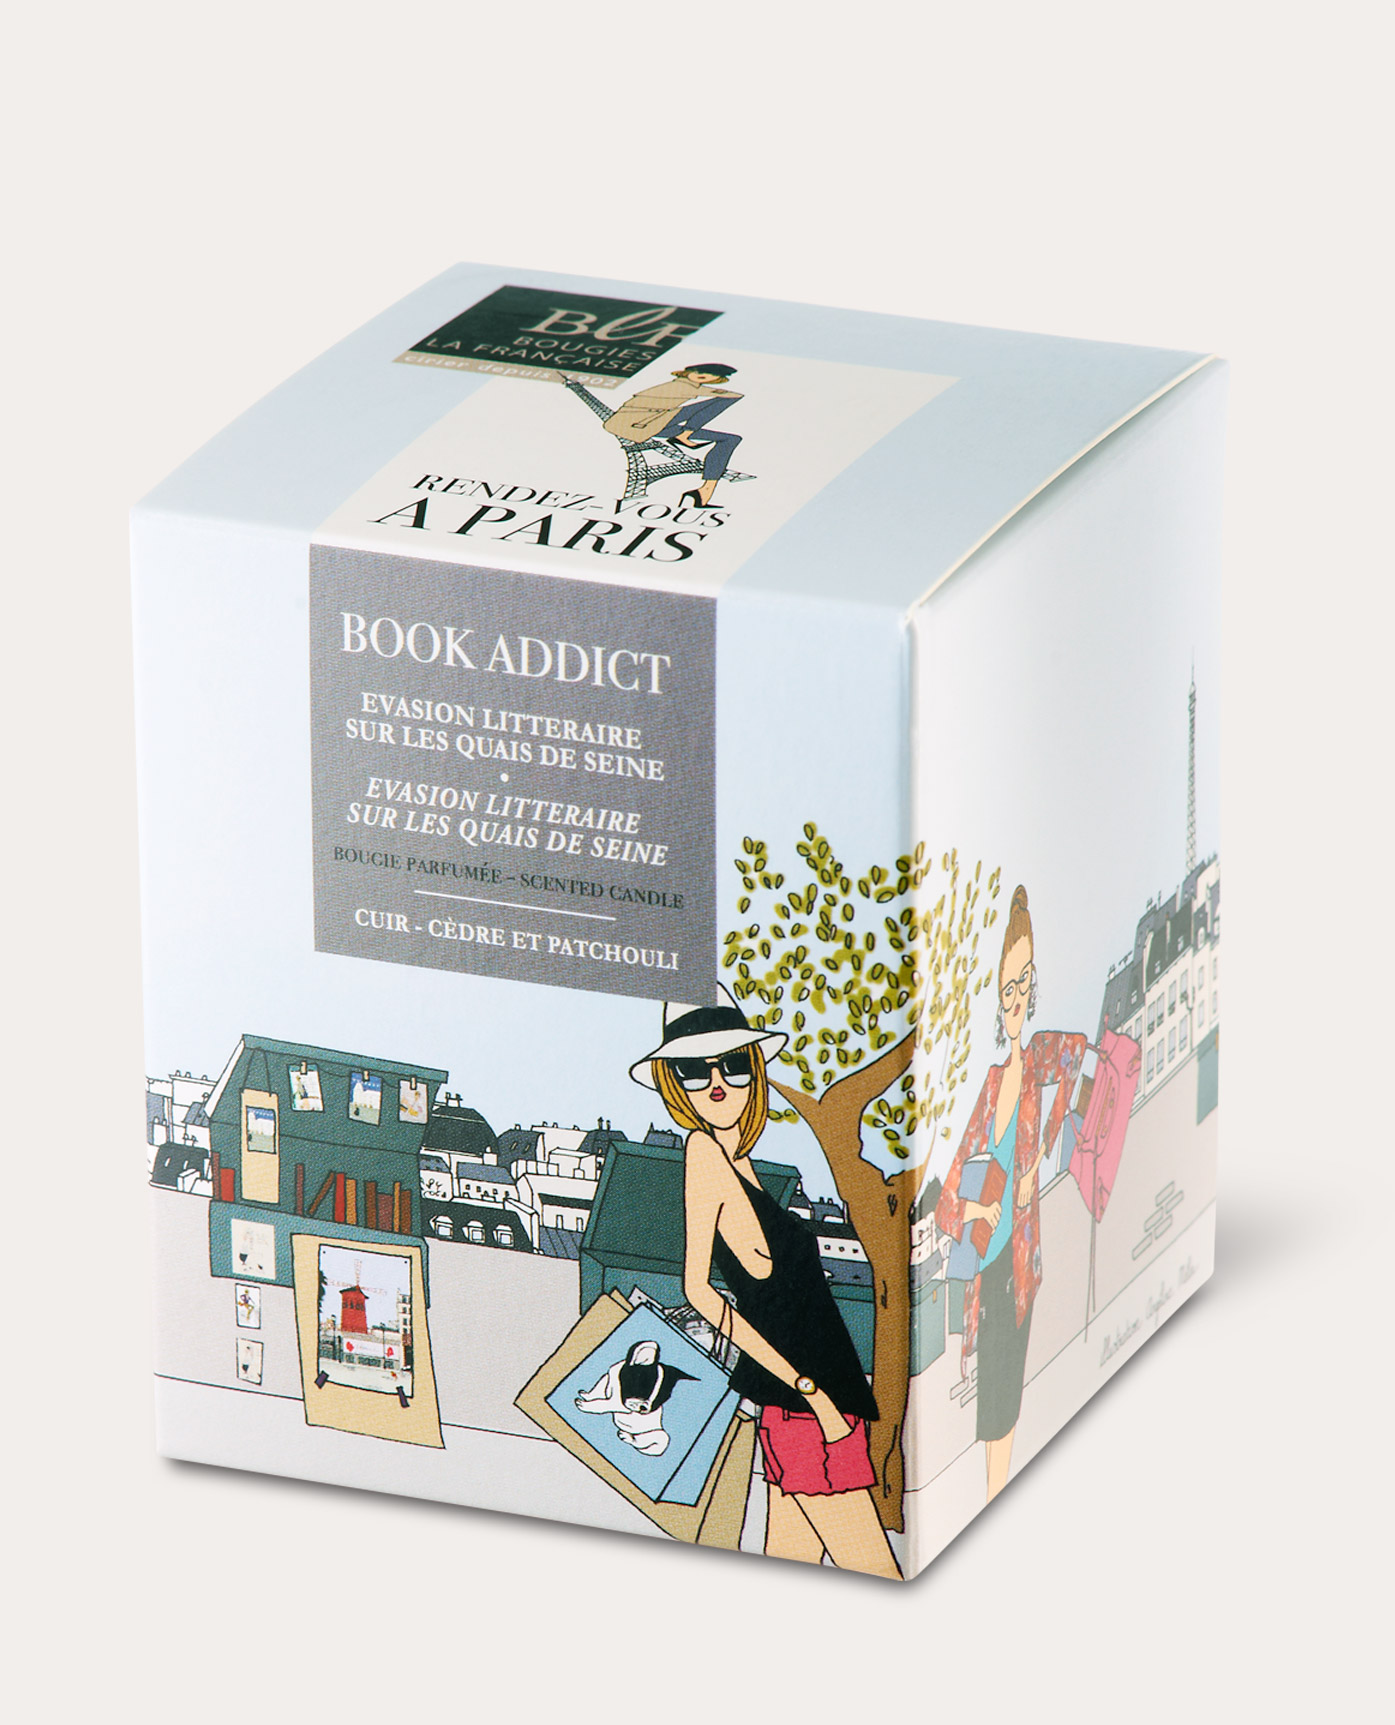 BLF
BOUGIES
LA FRANÇAISE
cirier depuis 1902
RENDEZ-VOUS
A PARIS
BOOK ADDICT
EVASION LITTERAIRE
SUR LES QUAIS DE SEINE
•
EVASION LITTERAIRE
SUR LES QUAIS DE SEINE
BOUGIE PARFUMÉE – SCENTED CANDLE
CUIR - CÈDRE ET PATCHOULI